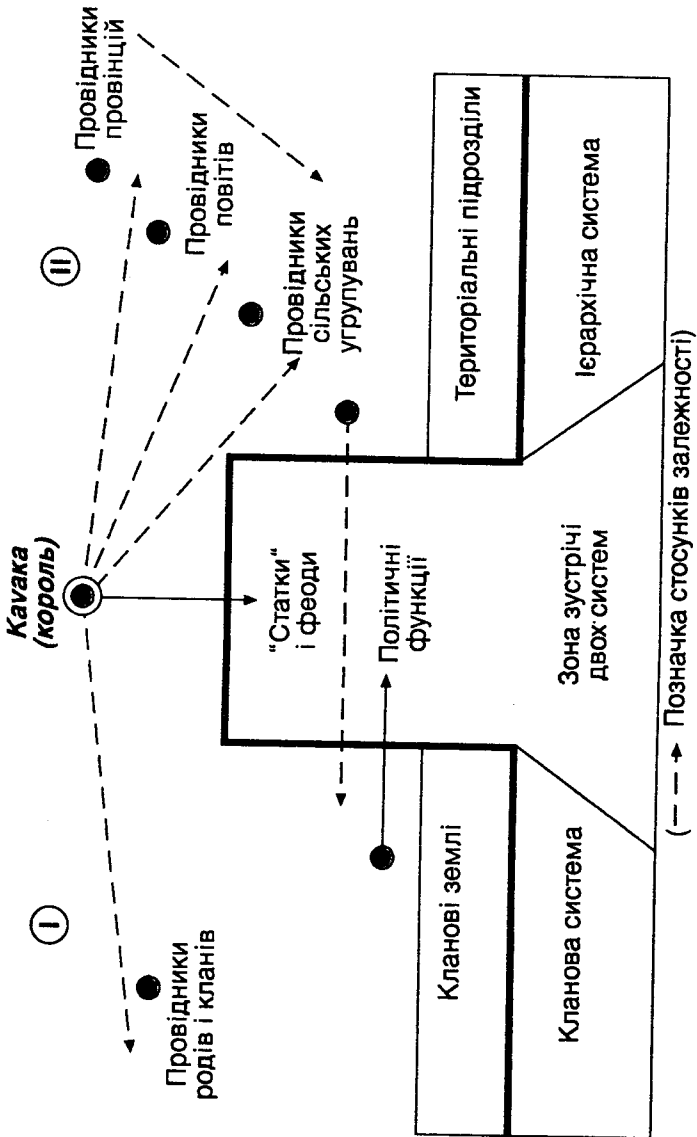 Kavaka
(король)
I
II
Провідники
родів і кланів
Провідники
провінцій
Провідники
повітів
Провідники
сільських
угрупувань
"Статки"
і феоди
Політичні
функції
Кланові землі
Територіальні підрозділи
Кланова система
Зона зустрічі
двох систем
Ієрархічна система
(– – → Позначка стосунків залежності)